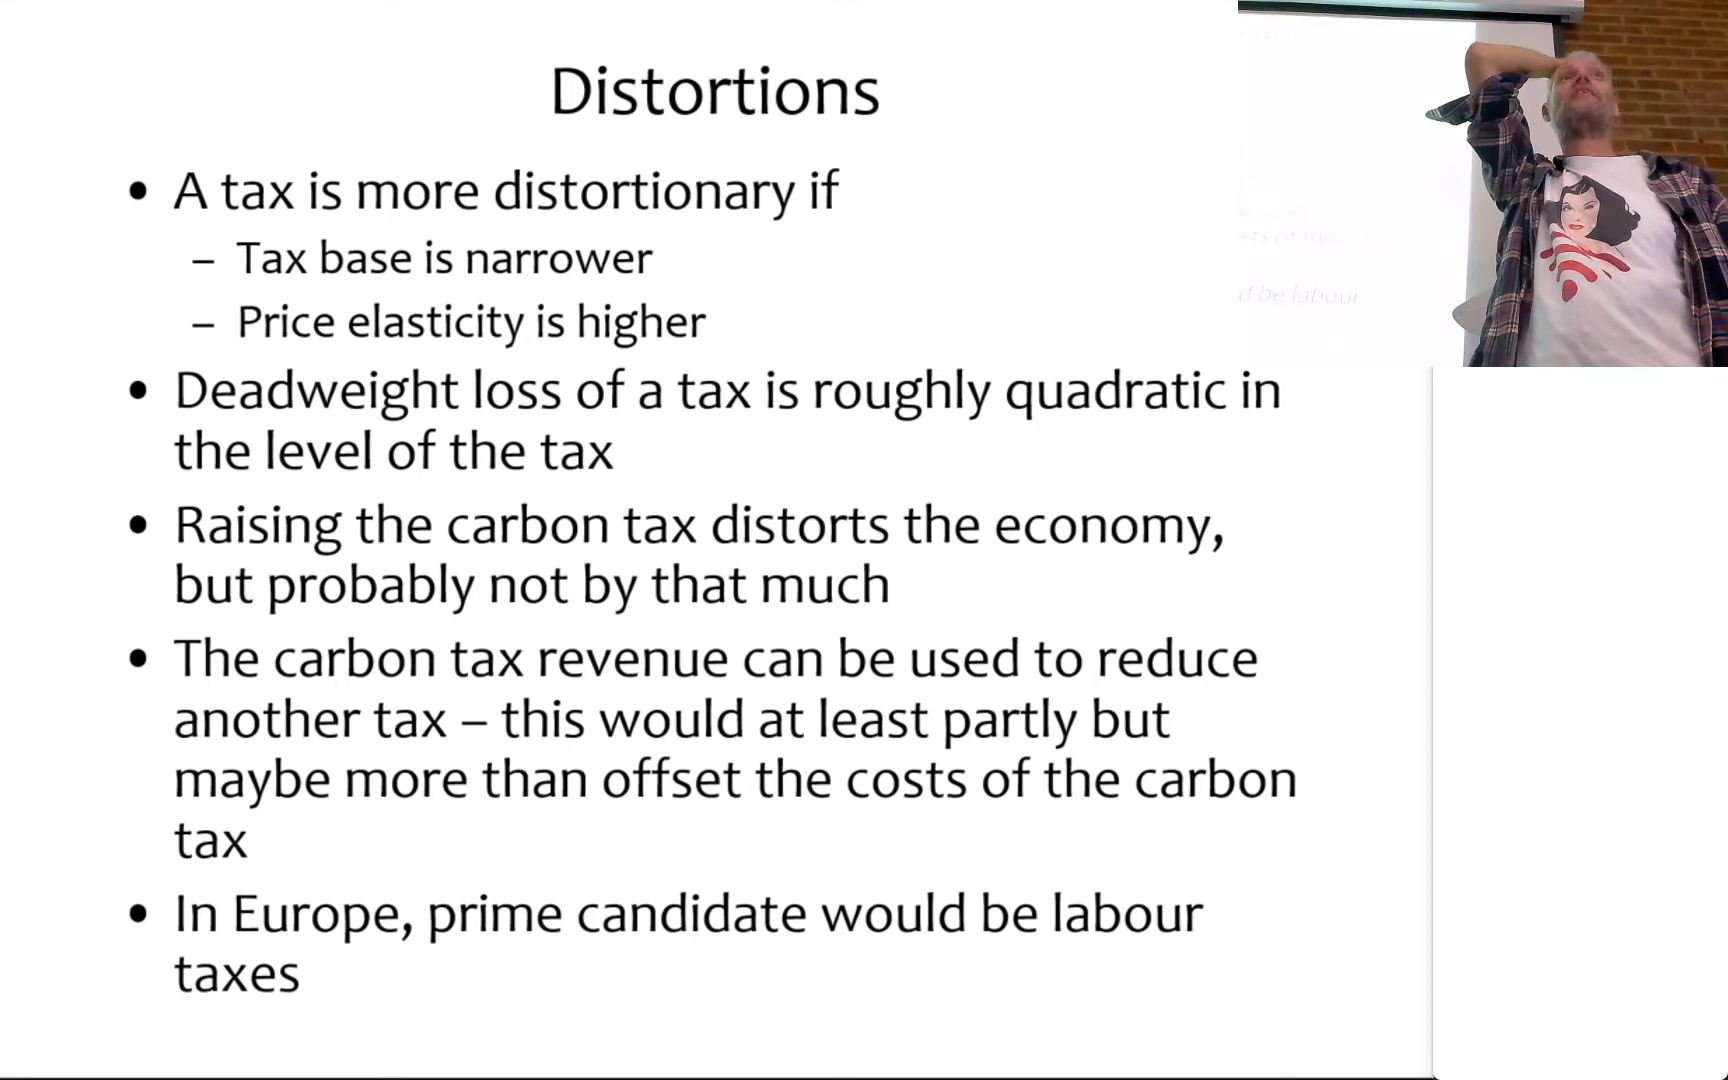 Distortions
• A tax is more distortionary if
– Tax base is narrower
– Price elasticity is higher
• Deadweight loss of a tax is roughly quadratic in
the level of the tax
• Raising the carbon tax distorts the economy,
but probably not by that much
• The carbon tax revenue can be used to reduce
another tax – this would at least partly but
maybe more than offset the costs of the carbon
tax
• In Europe, prime candidate would be labour
taxes
d be labour